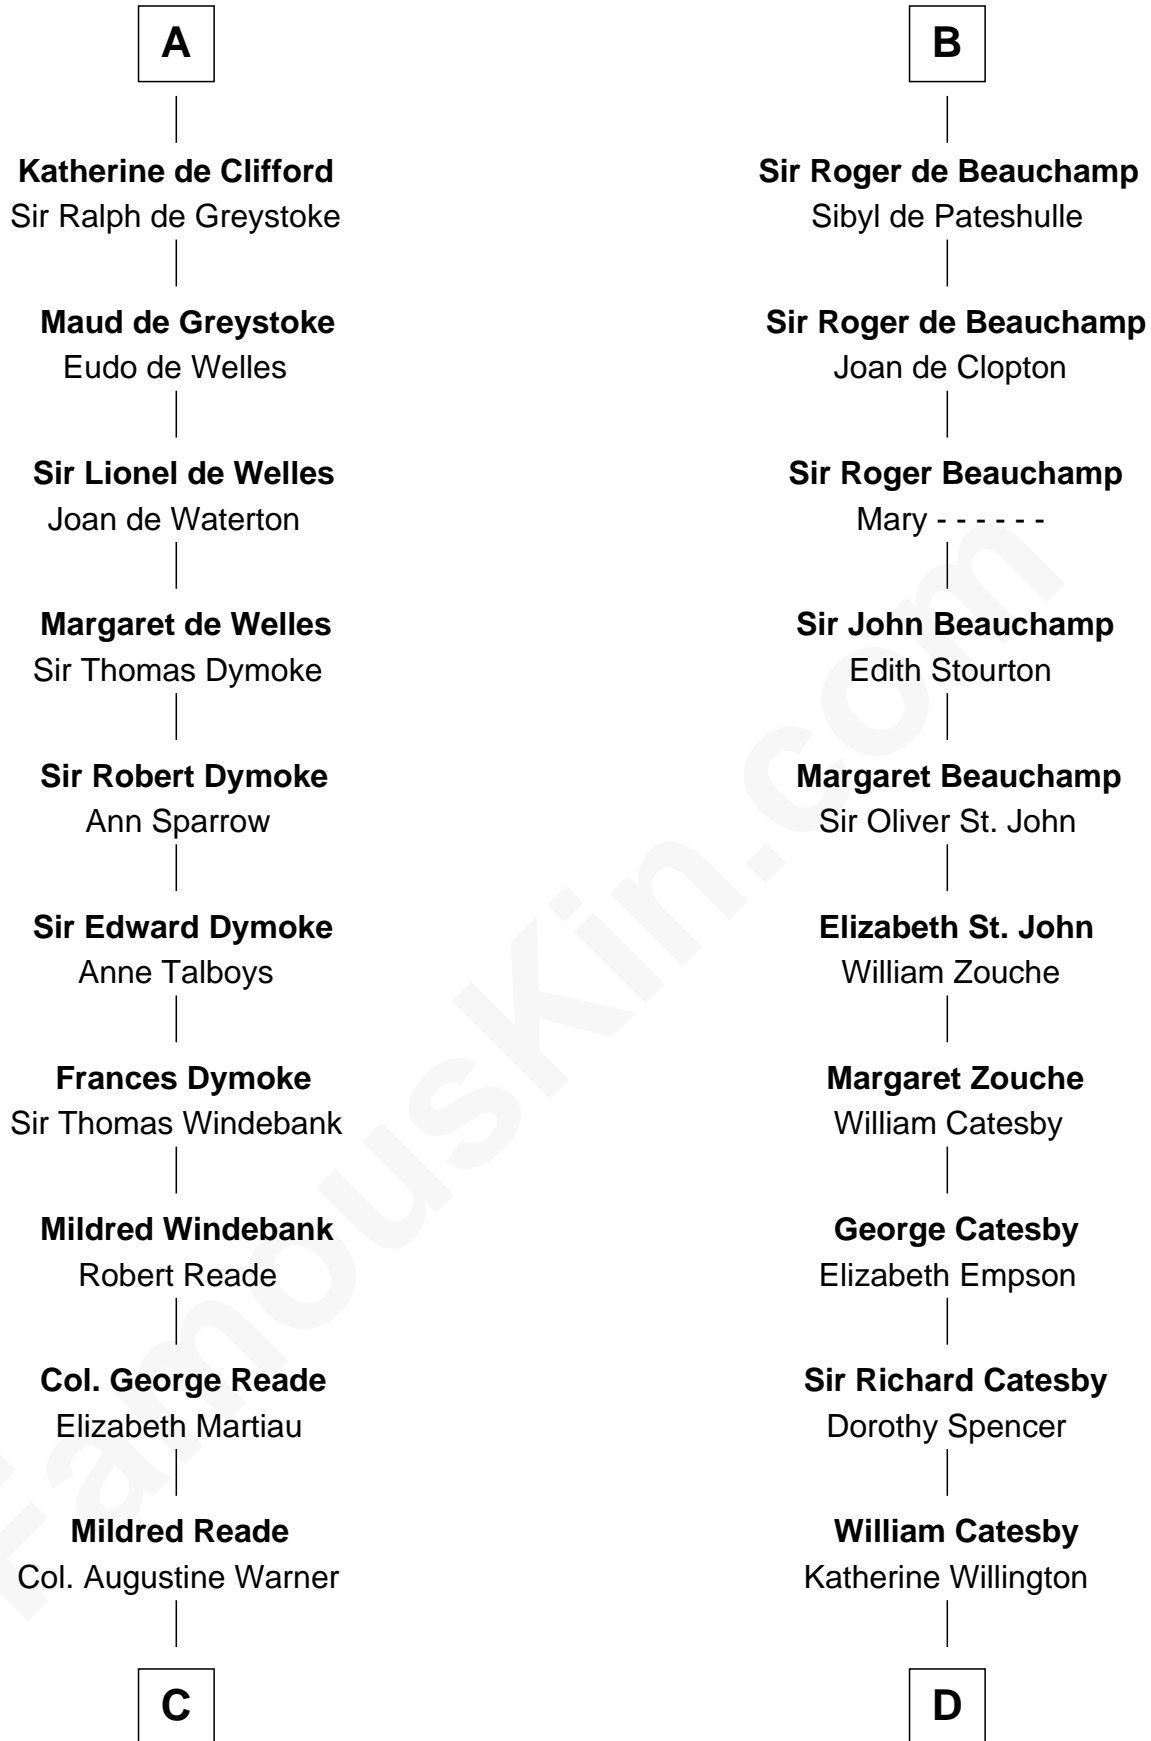 A
Katherine de Clifford
Sir Ralph de Greystoke
Maud de Greystoke
Eudo de Welles
Sir Lionel de Welles
Joan de Waterton
Margaret de Welles
Sir Thomas Dymoke
Sir Robert Dymoke
Ann Sparrow
Sir Edward Dymoke
Anne Talboys
Frances Dymoke
Sir Thomas Windebank
Mildred Windebank
Robert Reade
Col. George Reade
Elizabeth Martiau
Mildred Reade
Col. Augustine Warner
C
B
Sir Roger de Beauchamp
Sibyl de Pateshulle
Sir Roger de Beauchamp
Joan de Clopton
Sir Roger Beauchamp
Mary - - - - - -
Sir John Beauchamp
Edith Stourton
Margaret Beauchamp
Sir Oliver St. John
Elizabeth St. John
William Zouche
Margaret Zouche
William Catesby
George Catesby
Elizabeth Empson
Sir Richard Catesby
Dorothy Spencer
William Catesby
Katherine Willington
D
FamousKin.com